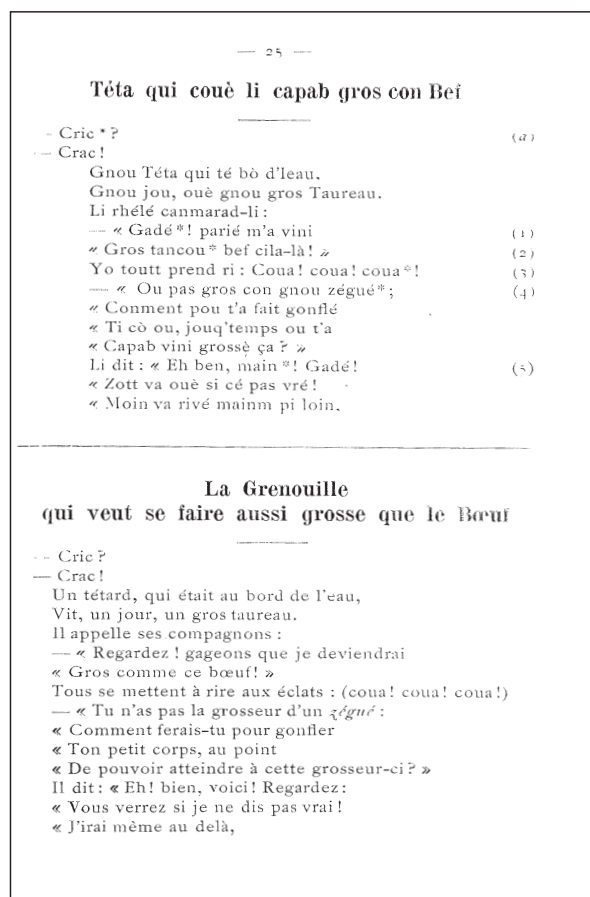 — 25 —
Téta qui couè li capab gros con Bef
– Cric * ? (a)
— Crac !
Gnou Téta qui té bò d'leau.
Gnou jou, ouè gnou gros Taureau.
Li rhélé canmarad-li :
— « Gadé * ! parié m'a vini (1)
« Gros tancou * bef cila-là ! » (2)
Yo toutt prend ri : Coua ! coua ! coua * ! (3)
— « Ou pas gros con gnou zégué * ; (4)
« Conment pou t'a fait gonflé
« Ti cò ou, jouq'temps ou t'a
« Capab vini grossè ça ? »
Li dit : « Eh ben, main * ! Gadé ! (5)
« Zott va ouè si cé pas vré !
« Moin va rivé mainm pi loin.
La Grenouille
qui veut se faire aussi grosse que le Bœuf
– Cric ?
— Crac !
Un tétard, qui était au bord de l'eau,
Vit, un jour, un gros taureau.
Il appelle ses compagnons :
— « Regardez ! gageons que je deviendrai
« Gros comme ce bœuf ! »
Tous se mettent à rire aux éclats : (coua ! coua ! coua !)
— « Tu n'as pas la grosseur d'un zégué :
« Comment ferais-tu pour gonfler
« Ton petit corps, au point
« De pouvoir atteindre à cette grosseur-ci ? »
Il dit : « Eh ! bien, voici ! Regardez :
« Vous verrez si je ne dis pas vrai !
« J'irai mème au delà,